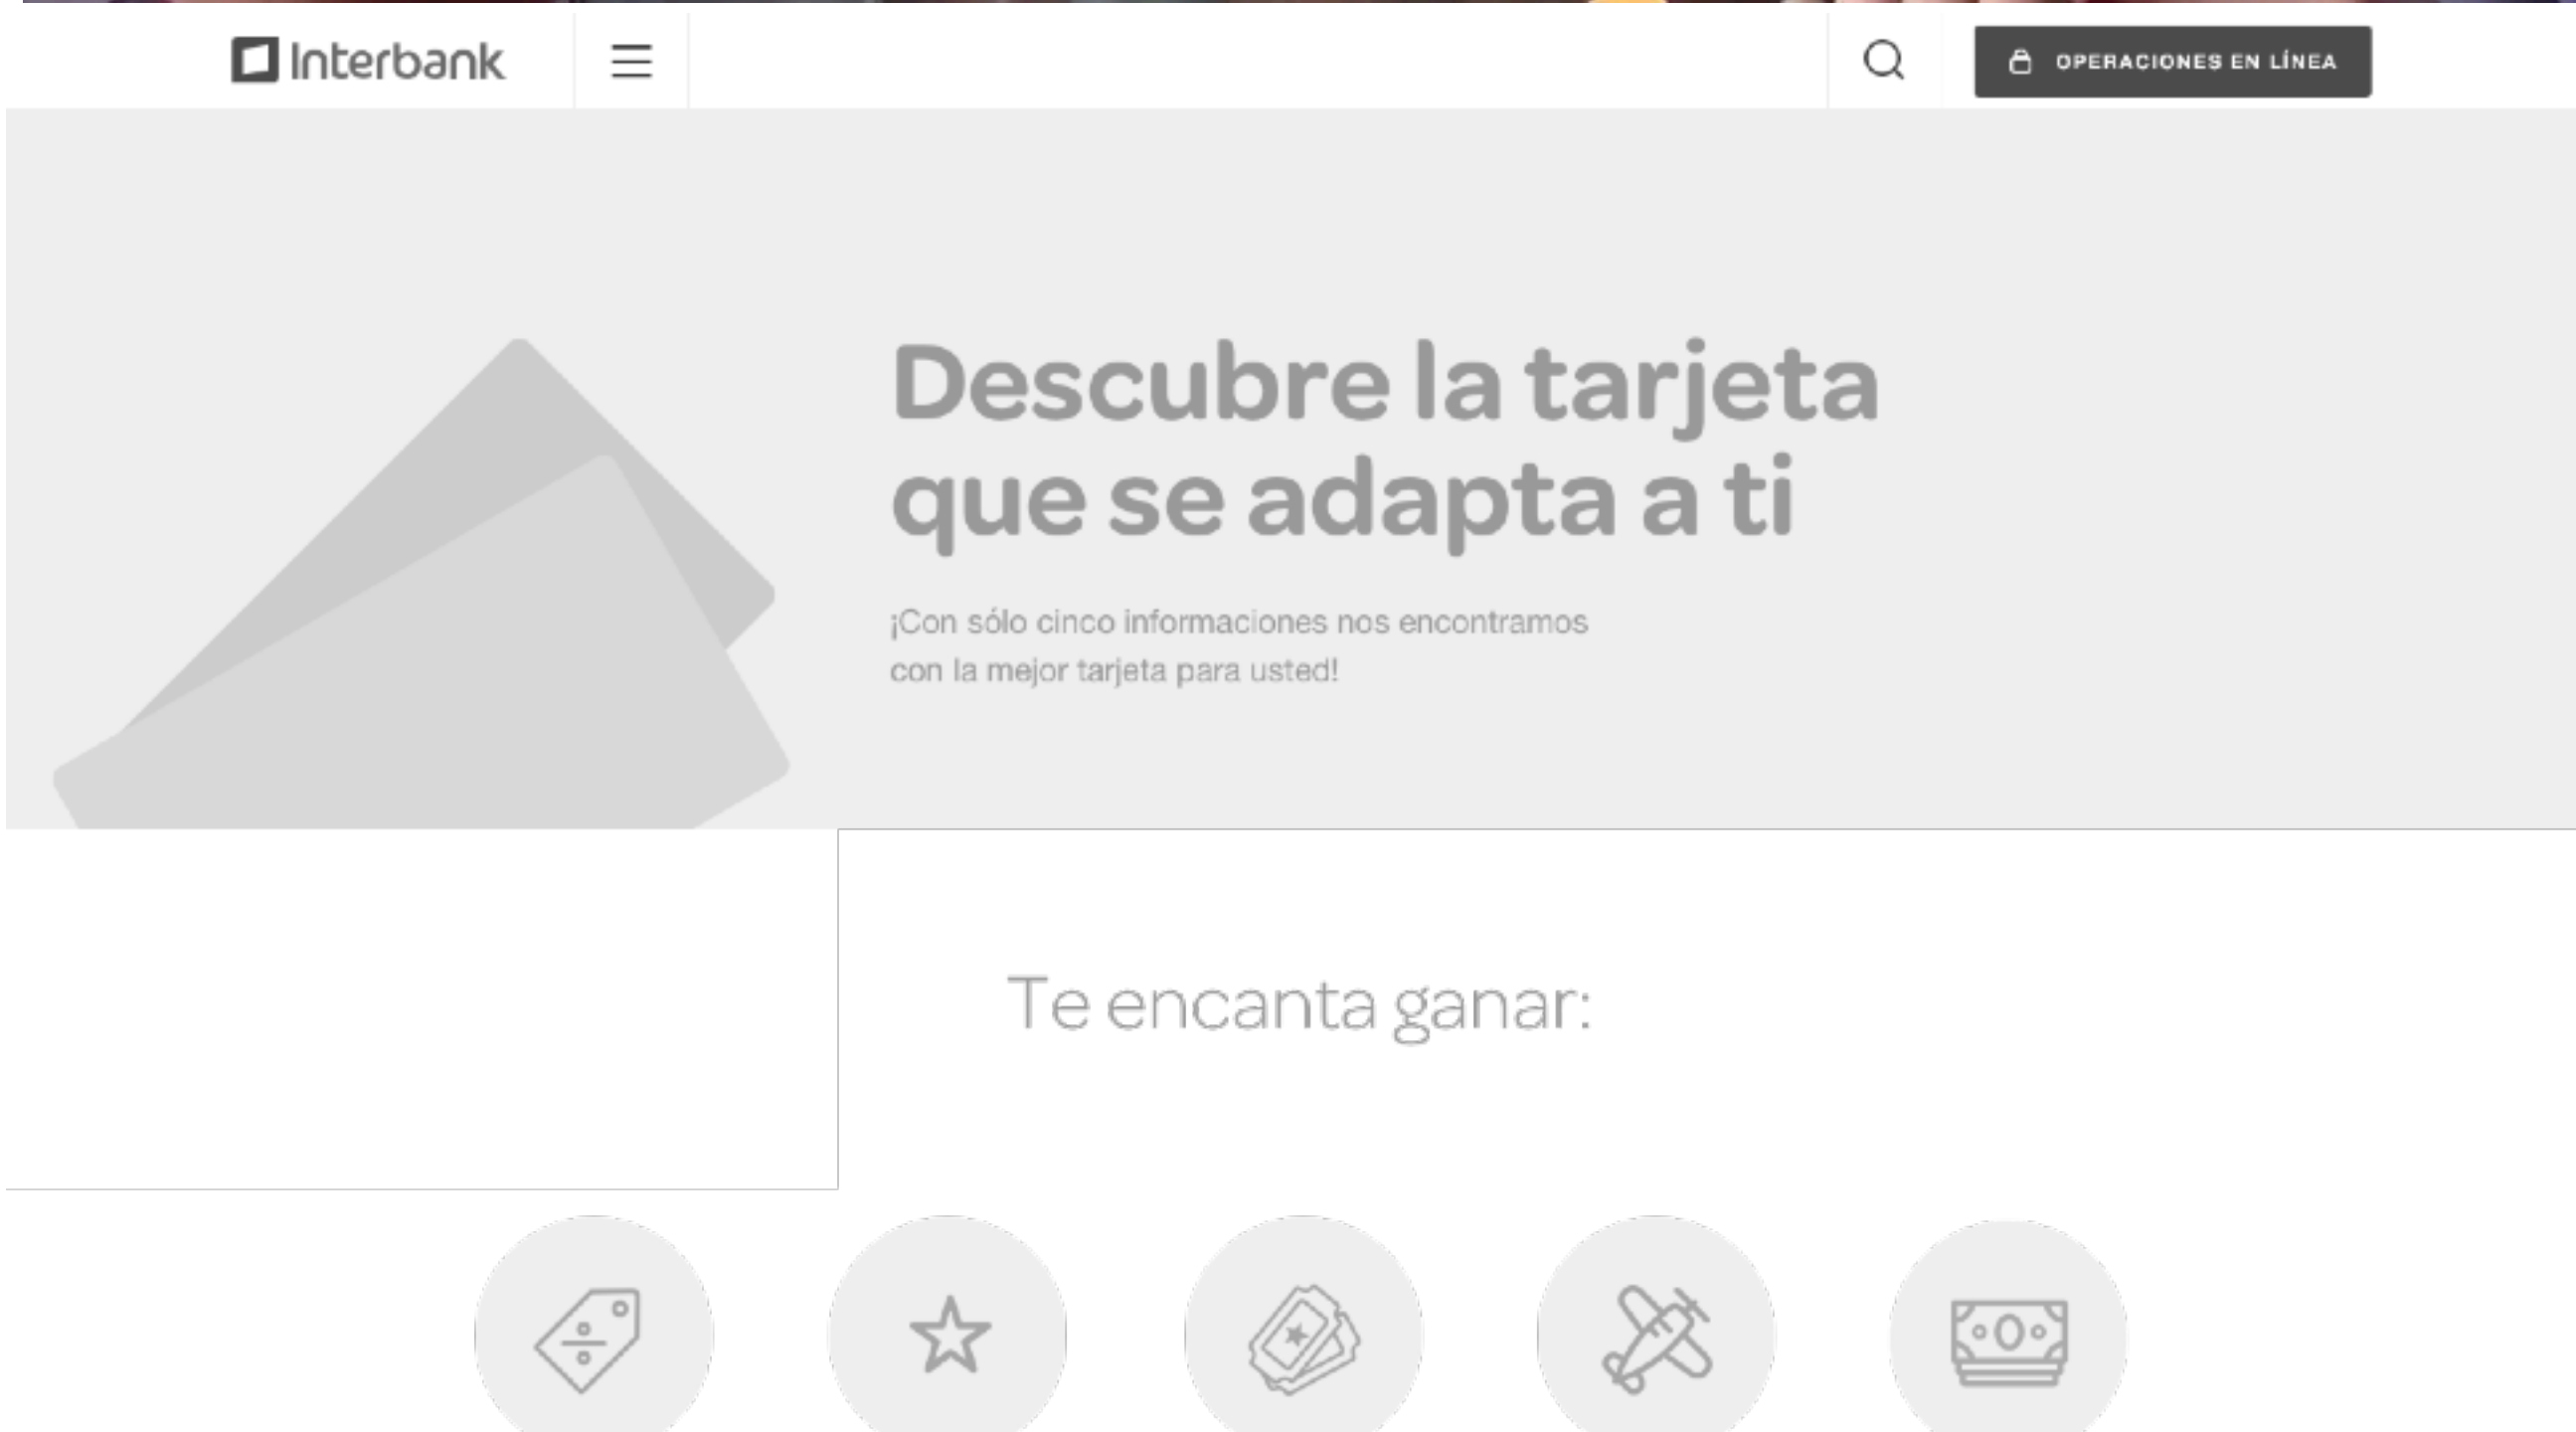 Interbank
OPERACIONES EN LÍNEA
Descubre la tarjeta
que se adapta a ti
¡Con sólo cinco informaciones nos encontramos
con la mejor tarjeta para usted!
Te encanta ganar: